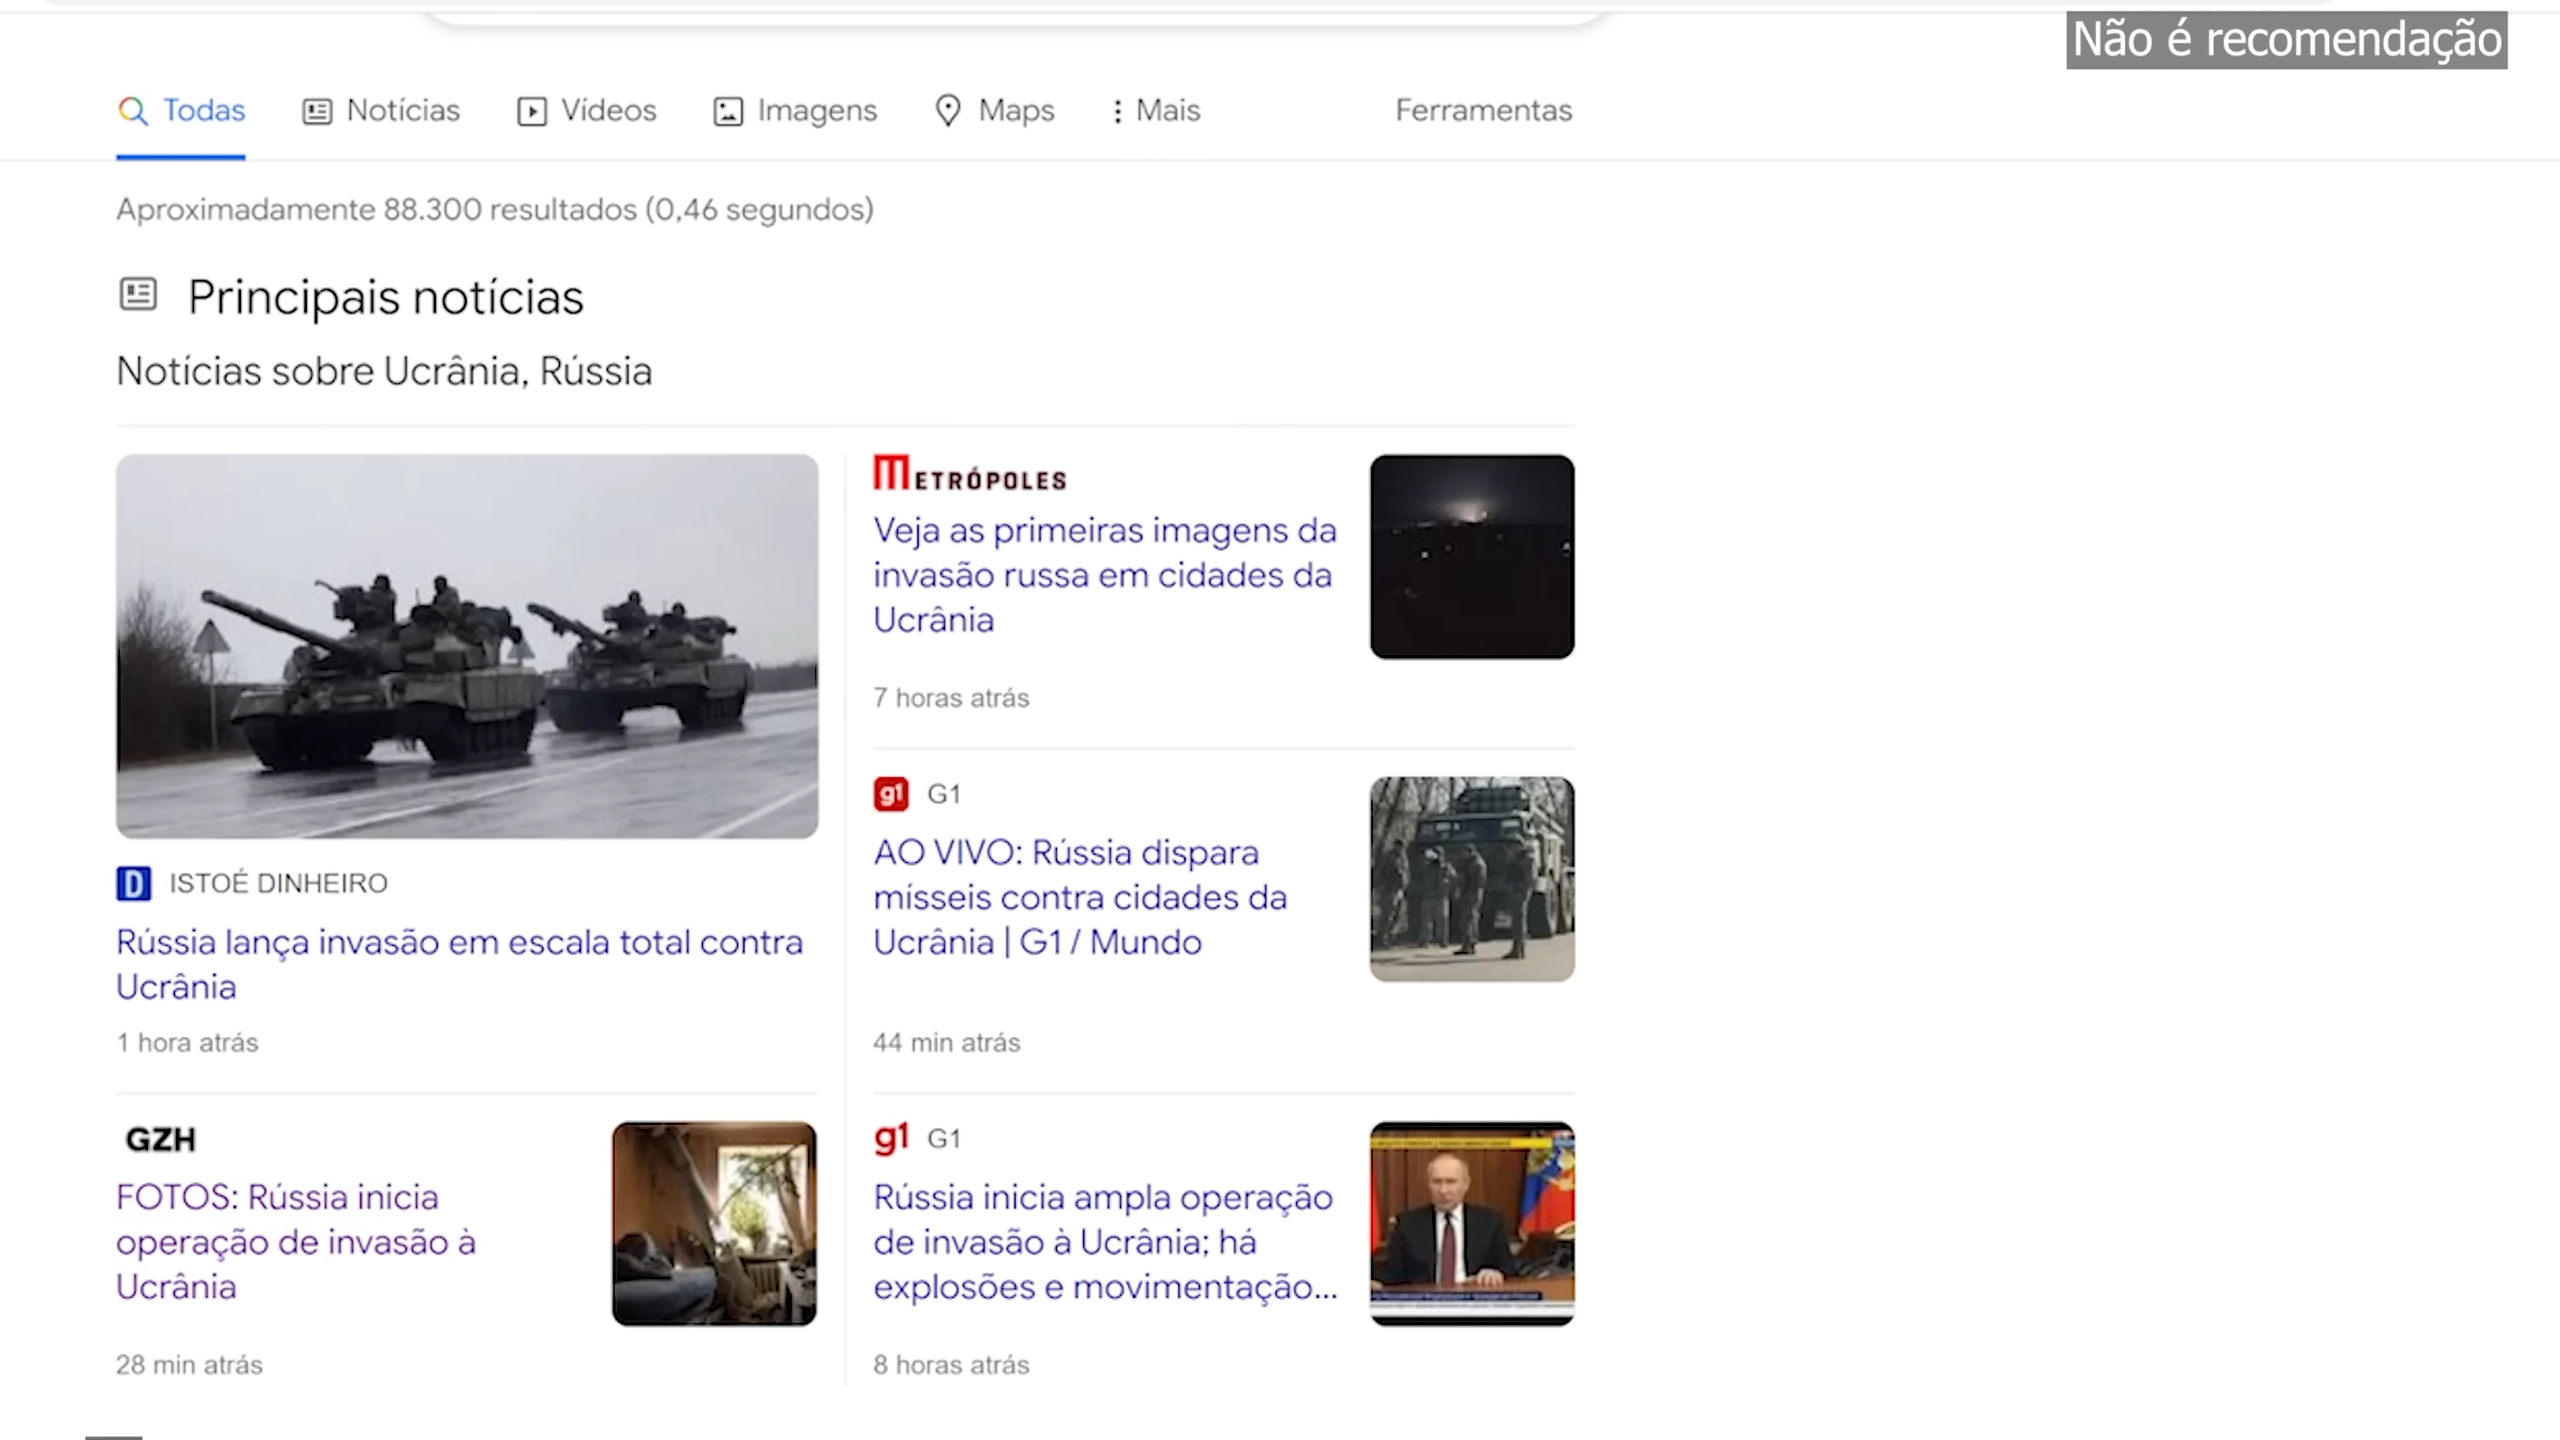 Não é recomendação
Todas
Notícias
Vídeos
Imagens
Maps
Mais
Ferramentas
Aproximadamente 88.300 resultados (0,46 segundos)
Principais notícias
Notícias sobre Ucrânia, Rússia
D ISTOÉ DINHEIRO
Rússia lança invasão em escala total contra
Ucrânia
1 hora atrás
GZH
FOTOS: Rússia inicia
operação de invasão à
Ucrânia
28 min atrás
METRÓPOLES
Veja as primeiras imagens da
invasão russa em cidades da
Ucrânia
7 horas atrás
g1 G1
AO VIVO: Rússia dispara
mísseis contra cidades da
Ucrânia | G1 / Mundo
44 min atrás
g1 G1
Rússia inicia ampla operação
de invasão à Ucrânia; há
explosões e movimentação...
8 horas atrás